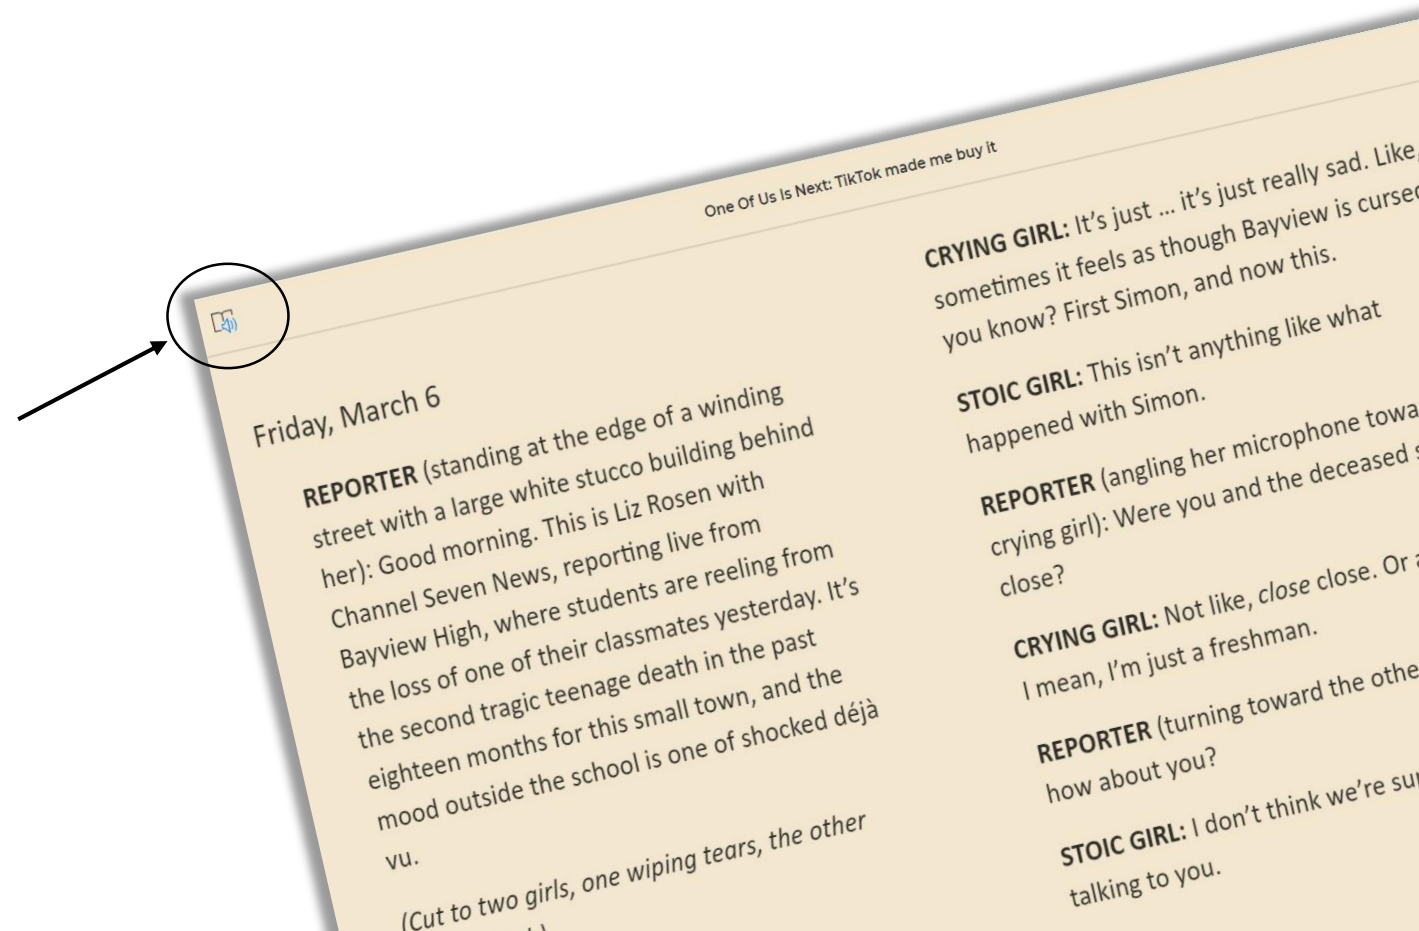 One Of Us Is Next: TikTok made me buy it
Friday, March 6
REPORTER (standing at the edge of a winding
street with a large white stucco building behind
her): Good morning. This is Liz Rosen with
Channel Seven News, reporting live from
Bayview High, where students are reeling from
the loss of one of their classmates yesterday. It’s
the second tragic teenage death in the past
eighteen months for this small town, and the
mood outside the school is one of shocked déjà
vu.
(Cut to two girls, one wiping tears, the other
CRYING GIRL: It’s just … it’s just really sad. Like,
sometimes it feels as though Bayview is cursed
you know? First Simon, and now this.
STOIC GIRL: This isn’t anything like what
happened with Simon.
REPORTER (angling her microphone
crying girl): Were you and the deceased
close?
CRYING GIRL: Not like, close close. Or
I mean, I’m just a freshman.
REPORTER (turning toward the
how about you?
STOIC GIRL: I don’t think we’re
talking to you.